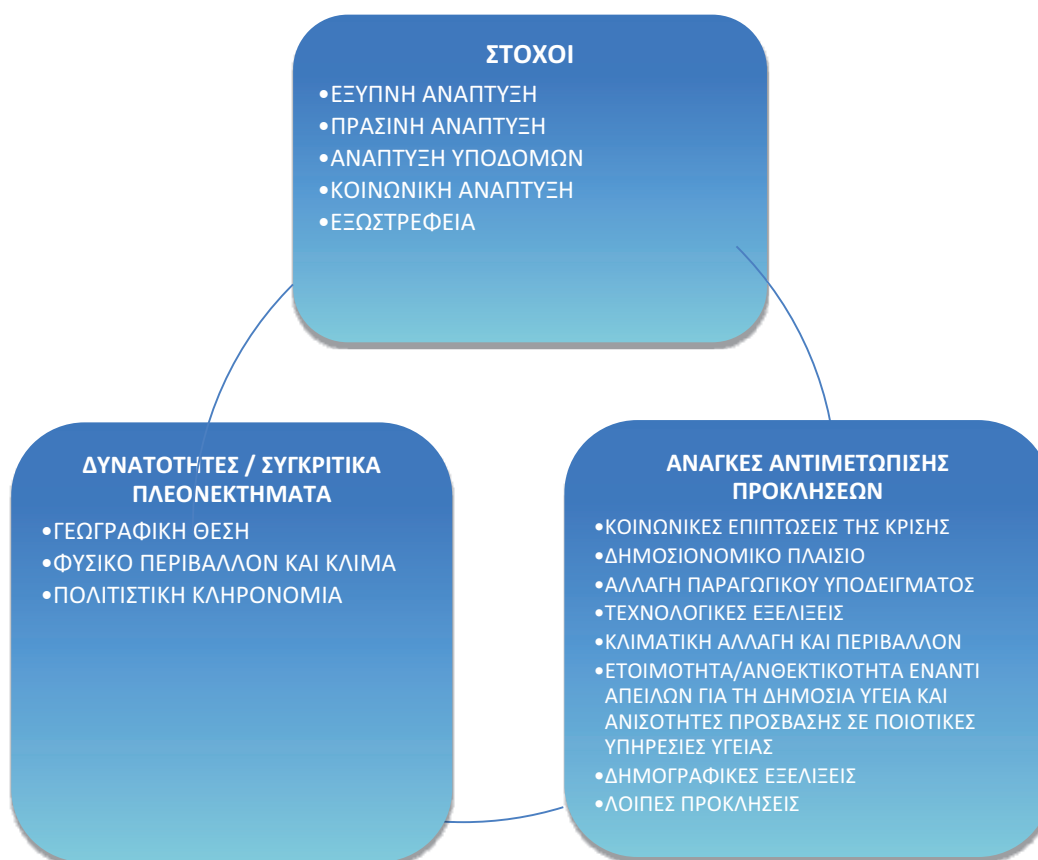 ΣΤΟΧΟΙ
•ΕΞΥΠΝΗ ΑΝΑΠΤΥΞΗ
•ΠΡΑΣΙΝΗ ΑΝΑΠΤΥΞΗ
•ΑΝΑΠΤΥΞΗ ΥΠΟΔΟΜΩΝ
•ΚΟΙΝΩΝΙΚΗ ΑΝΑΠΤΥΞΗ
•ΕΞΩΣΤΡΕΦΕΙΑ
ΔΥΝΑΤΟΤΗΤΕΣ / ΣΥΓΚΡΙΤΙΚΑ
ΠΛΕΟΝΕΚΤΗΜΑΤΑ
•ΓΕΩΓΡΑΦΙΚΗ ΘΕΣΗ
•ΦΥΣΙΚΟ ΠΕΡΙΒΑΛΛΟΝ ΚΑΙ ΚΛΙΜΑ
•ΠΟΛΙΤΙΣΤΙΚΗ ΚΛΗΡΟΝΟΜΙΑ
ΑΝΑΓΚΕΣ ΑΝΤΙΜΕΤΩΠΙΣΗΣ
ΠΡΟΚΛΗΣΕΩΝ
•ΚΟΙΝΩΝΙΚΕΣ ΕΠΙΠΤΩΣΕΙΣ ΤΗΣ ΚΡΙΣΗΣ
•ΔΗΜΟΣΙΟΝΟΜΙΚΟ ΠΛΑΙΣΙΟ
•ΑΛΛΑΓΗ ΠΑΡΑΓΩΓΙΚΟΥ ΥΠΟΔΕΙΓΜΑΤΟΣ
•ΤΕΧΝΟΛΟΓΙΚΕΣ ΕΞΕΛΙΞΕΙΣ
•ΚΛΙΜΑΤΙΚΗ ΑΛΛΑΓΗ ΚΑΙ ΠΕΡΙΒΑΛΛΟΝ
•ΕΤΟΙΜΟΤΗΤΑ/ΑΝΘΕΚΤΙΚΟΤΗΤΑ ΕΝΑΝΤΙ
ΑΠΕΙΛΩΝ ΓΙΑ ΤΗ ΔΗΜΟΣΙΑ ΥΓΕΙΑ ΚΑΙ
ΑΝΙΣΟΤΗΤΕΣ ΠΡΟΣΒΑΣΗΣ ΣΕ ΠΟΙΟΤΙΚΕΣ
ΥΠΗΡΕΣΙΕΣ ΥΓΕΙΑΣ
•ΔΗΜΟΓΡΑΦΙΚΕΣ ΕΞΕΛΙΞΕΙΣ
•ΛΟΙΠΕΣ ΠΡΟΚΛΗΣΕΙΣ